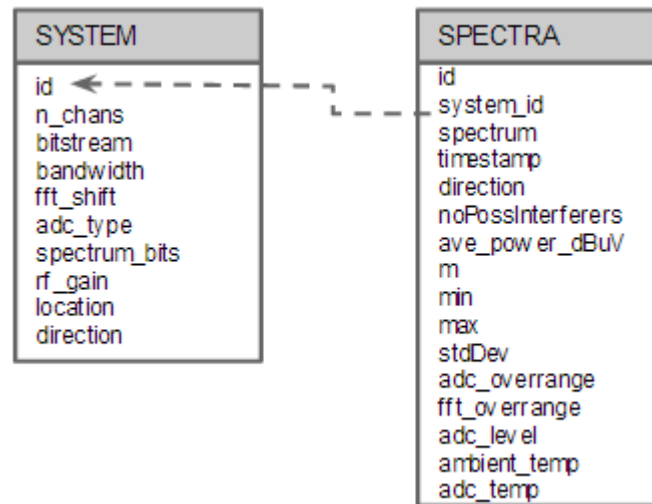 SYSTEM
id
n_chans
bitstream
bandwidth
fft_shift
adc_type
spectrum_bits
rf_gain
location
direction
SPECTRA
id
system_id
spectrum
timestamp
direction
noPossInterferers
ave_power_dBuV
m
min
max
stdDev
adc_overrange
fft_overrange
adc_level
ambient_temp
adc_temp